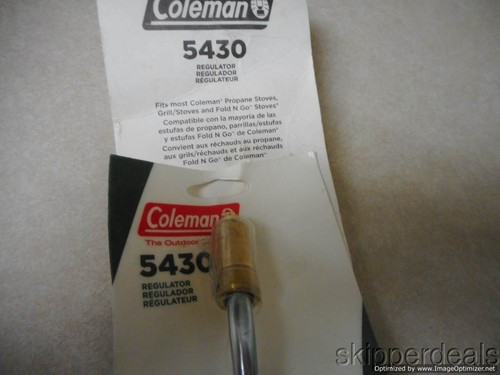 Coleman®
5430
REGULATOR
REGULADOR
RÉGULATEUR
Fits most Coleman® Propane Stoves,
Grill/Stoves and Fold N Go® Stoves®
Compatible con la mayoría de las
estufas de propano, parrillas/estufas
y estufas Fold N Go® de Coleman®
Convient aux réchauds au propane,
aux grils/réchauds et aux réchauds
Fold N Go® de Coleman®
Coleman®
The Outdoor
5430
REGULATOR
REGULADOR
RÉGULATEUR
skipperdeals
Optimized by www.ImageOptimizer.net